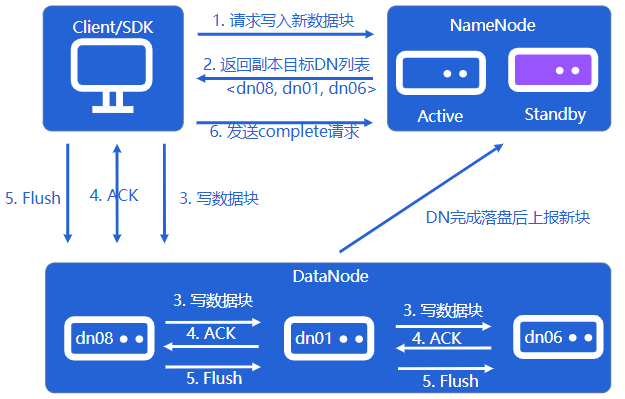 Client/SDK
1. 请求写入新数据块
2. 返回副本目标DN列表
<dn08, dn01, dn06>
6. 发送complete请求
NameNode
Active
Standby
5. Flush
4. ACK
3. 写数据块
DN完成落盘后上报新块
DataNode
3. 写数据块
4. ACK
5. Flush
3. 写数据块
4. ACK
5. Flush
dn08
dn01
dn06